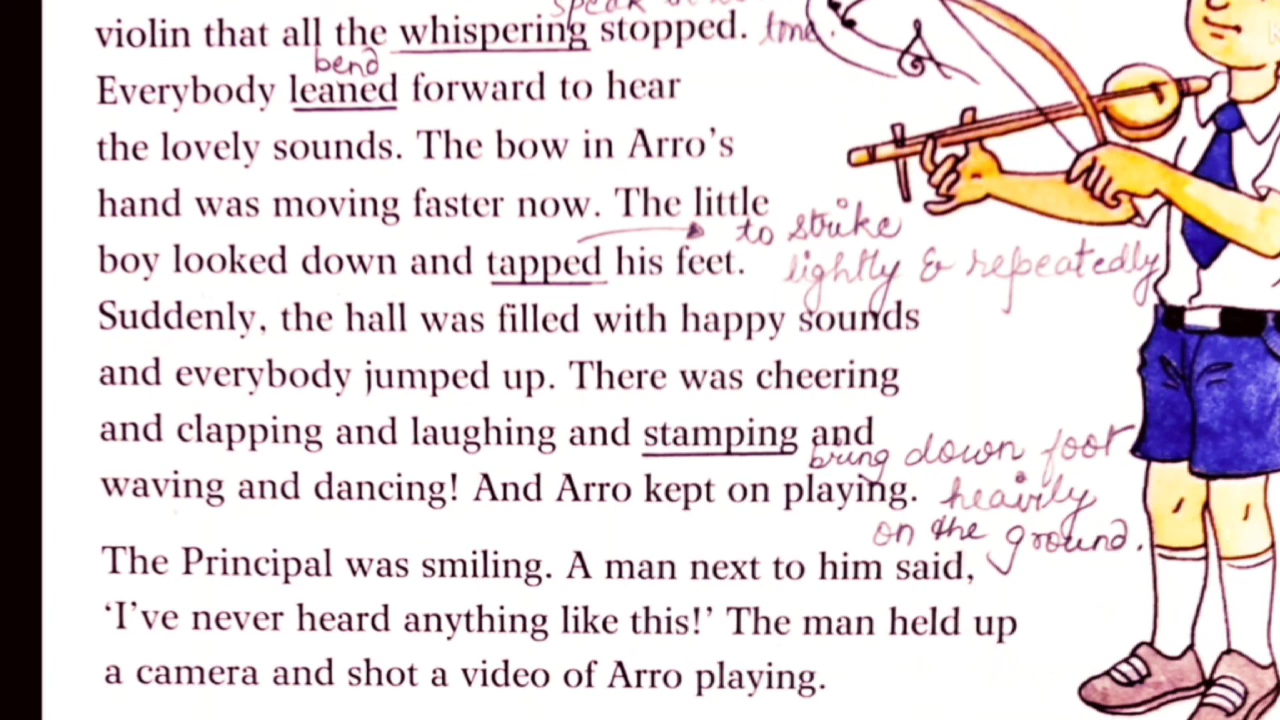 speak in
violin that all the whispering stopped. tone.
bend
Everybody leaned forward to hear
the lovely sounds. The bow in Arro's
hand was moving faster now. The little
to strike
boy looked down and tapped his feet. lightly & repeatedly
Suddenly, the hall was filled with happy sounds
and everybody jumped up. There was cheering
and clapping and laughing and stamping and
bring down foot
waving and dancing! And Arro kept on playing. heavily
on the ground.
The Principal was smiling. A man next to him said,
'I've never heard anything like this!' The man held up
a camera and shot a video of Arro playing.